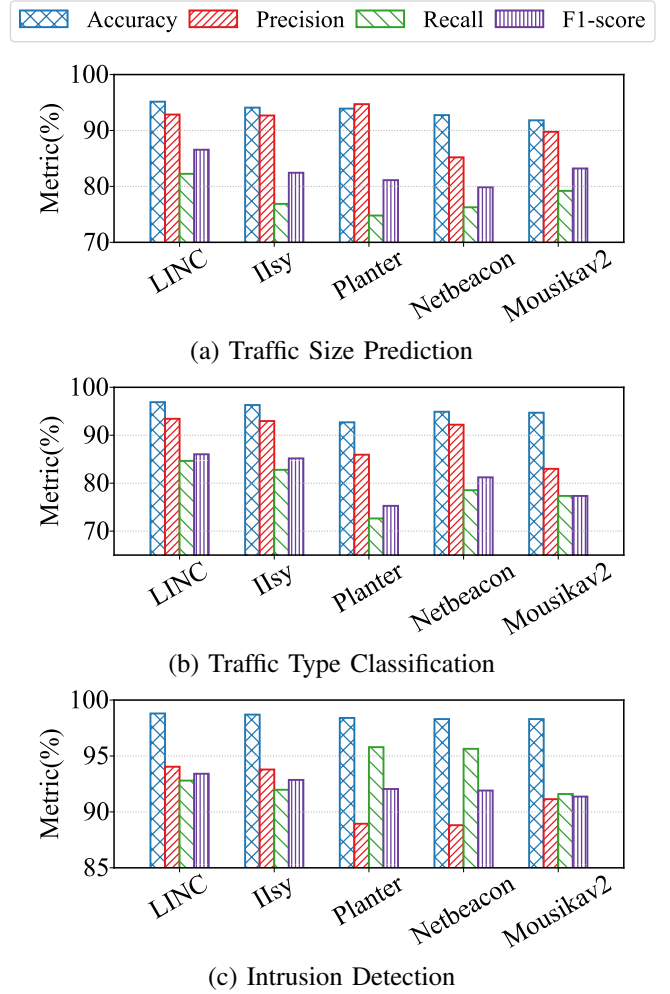 Accuracy Precision Recall F1-score
100
90
80
70
Metric(%)
LINC IIsy Planter Netbeacon Mousikav2
(a) Traffic Size Prediction
100
90
80
70
Metric(%)
LINC IIsy Planter Netbeacon Mousikav2
(b) Traffic Type Classification
100
95
90
85
Metric(%)
LINC IIsy Planter Netbeacon Mousikav2
(c) Intrusion Detection